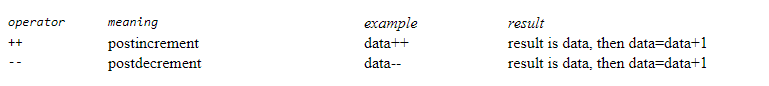 operator meaning example result
++ postincrement data++ result is data, then data=data+1
-- postdecrement data-- result is data, then data=data+1